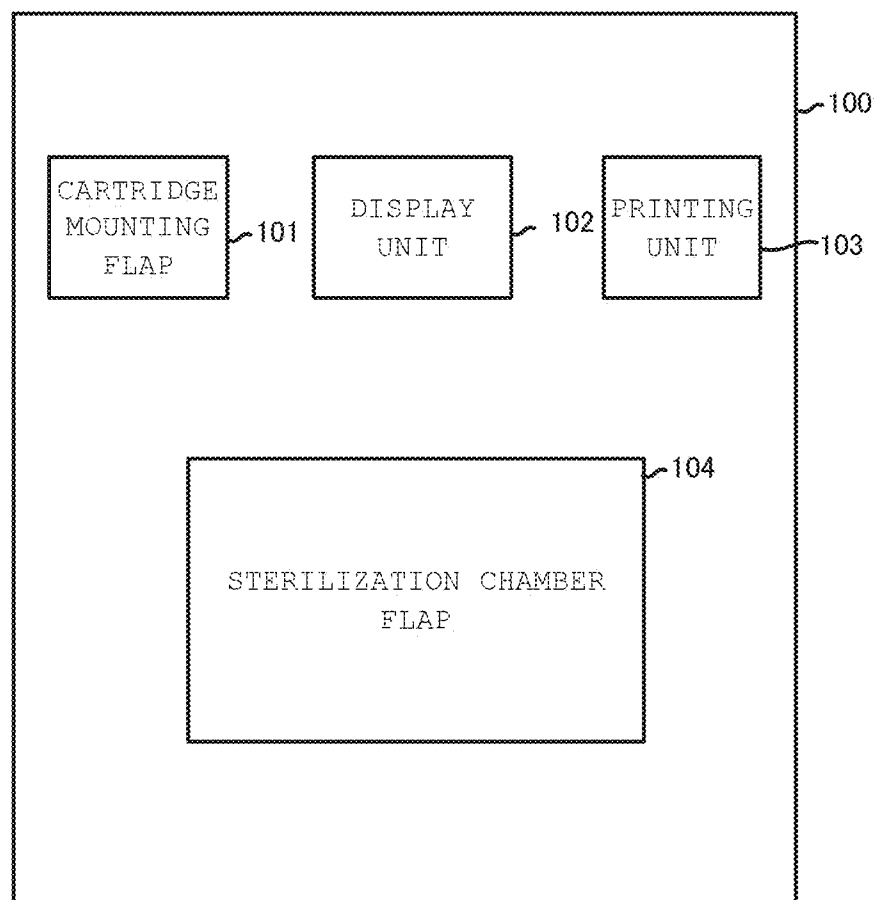 100
CARTRIDGE
MOUNTING
FLAP
101
DISPLAY
UNIT
102
PRINTING
UNIT
103
104
STERILIZATION CHAMBER
FLAP